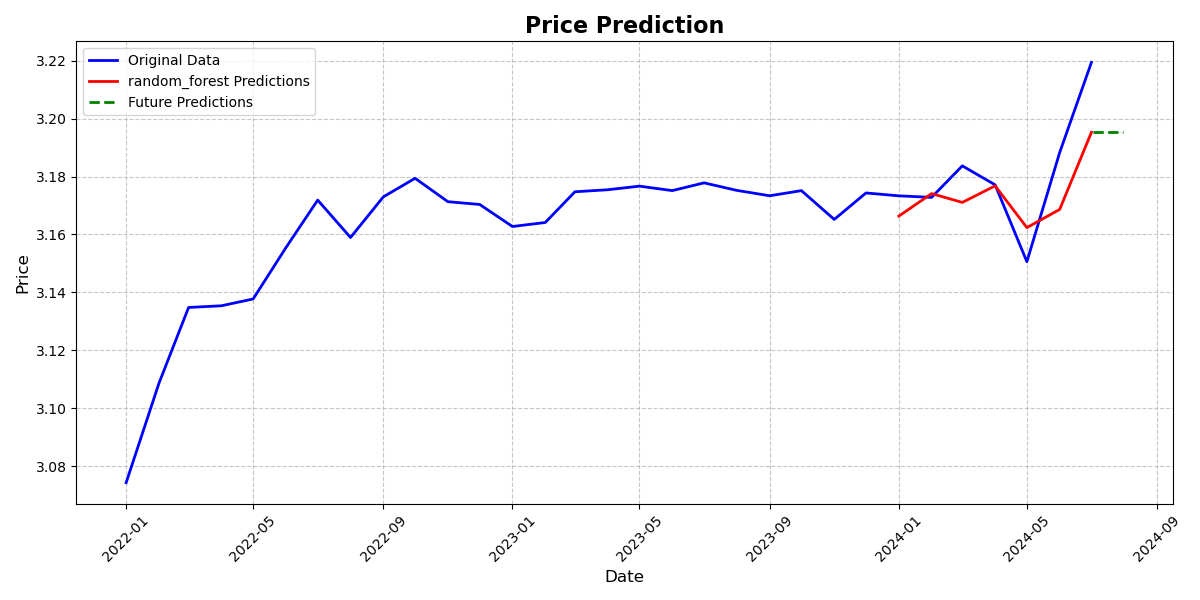 Price Prediction
Original Data
random_forest Predictions
Future Predictions
Price
3.22
3.20
3.18
3.16
3.14
3.12
3.10
3.08
2022-01
2022-05
2022-09
2023-01
2023-05
2023-09
2024-01
2024-05
2024-09
Date